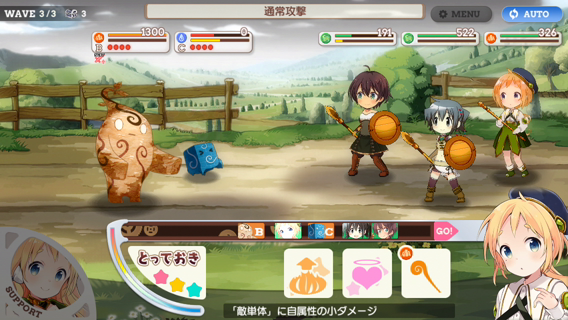 WAVE 3/3 3
通常攻撃
MENU
AUTO
1300
B
0
C
191
522
326
B C GO!
とっておき
SUPPORT
「敵単体」に自属性の小ダメージ